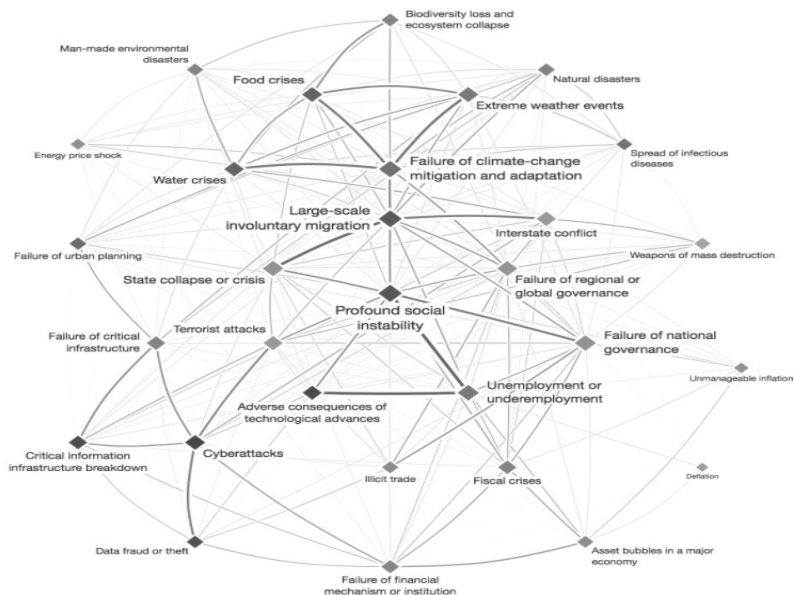 Biodiversity loss and
ecosystem collapse
Man-made environmental
disasters
Food crises
Natural disasters
Extreme weather events
Energy price shock
Water crises
Failure of climate-change
mitigation and adaptation
Spread of infectious
diseases
Large-scale
involuntary migration
Interstate conflict
Failure of urban planning
Weapons of mass destruction
State collapse or crisis
Failure of regional or
global governance
Profound social
instability
Failure of critical
infrastructure
Terrorist attacks
Failure of national
governance
Unmanageable inflation
Adverse consequences of
technological advances
Unemployment or
underemployment
Critical information
infrastructure breakdown
Cyberattacks
Illicit trade
Fiscal crises
Deflation
Data fraud or theft
Asset bubbles in a major
economy
Failure of financial
mechanism or institution